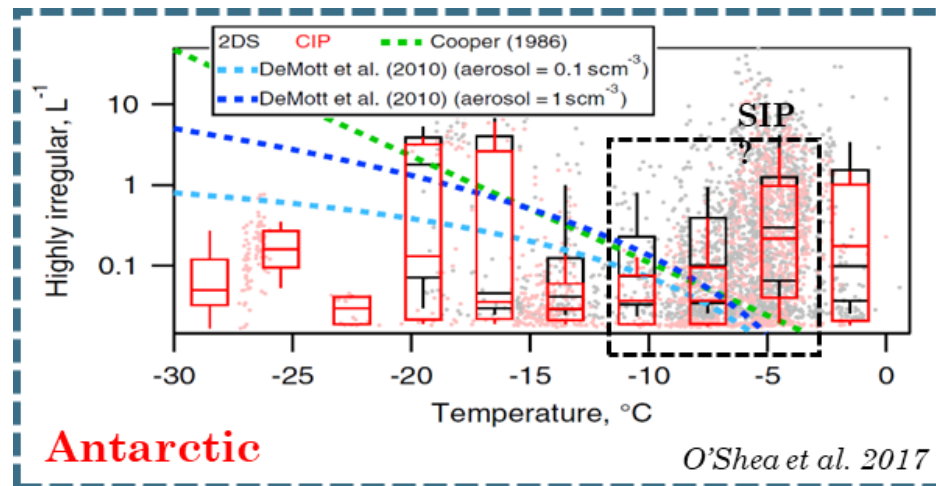 2DS CIP Cooper (1986)
DeMott et al. (2010) (aerosol = 0.1 scm⁻³)
DeMott et al. (2010) (aerosol = 1 scm⁻³)
Highly irregular, L⁻¹
10
1
0.1
SIP
?
-30 -25 -20 -15 -10 -5 0
Temperature, °C
Antarctic
O'Shea et al. 2017